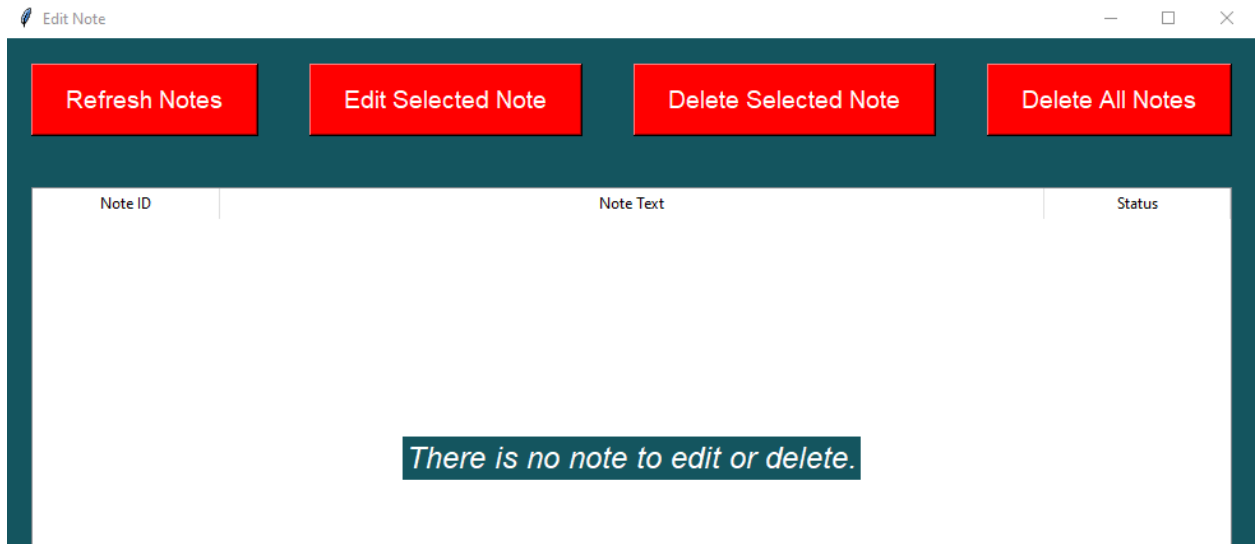 Edit Note
Refresh Notes
Edit Selected Note
Delete Selected Note
Delete All Notes
Note ID
Note Text
Status
There is no note to edit or delete.